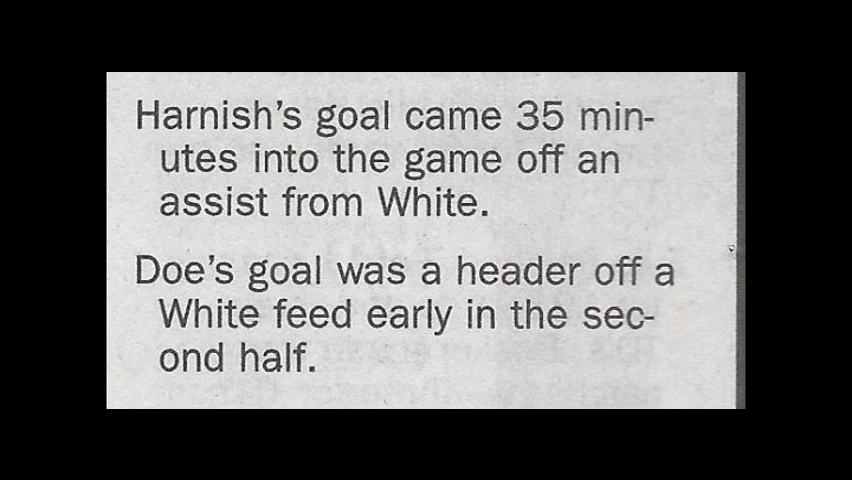 Harnish's goal came 35 min-
utes into the game off an
assist from White.
Doe's goal was a header off a
White feed early in the sec-
ond half.